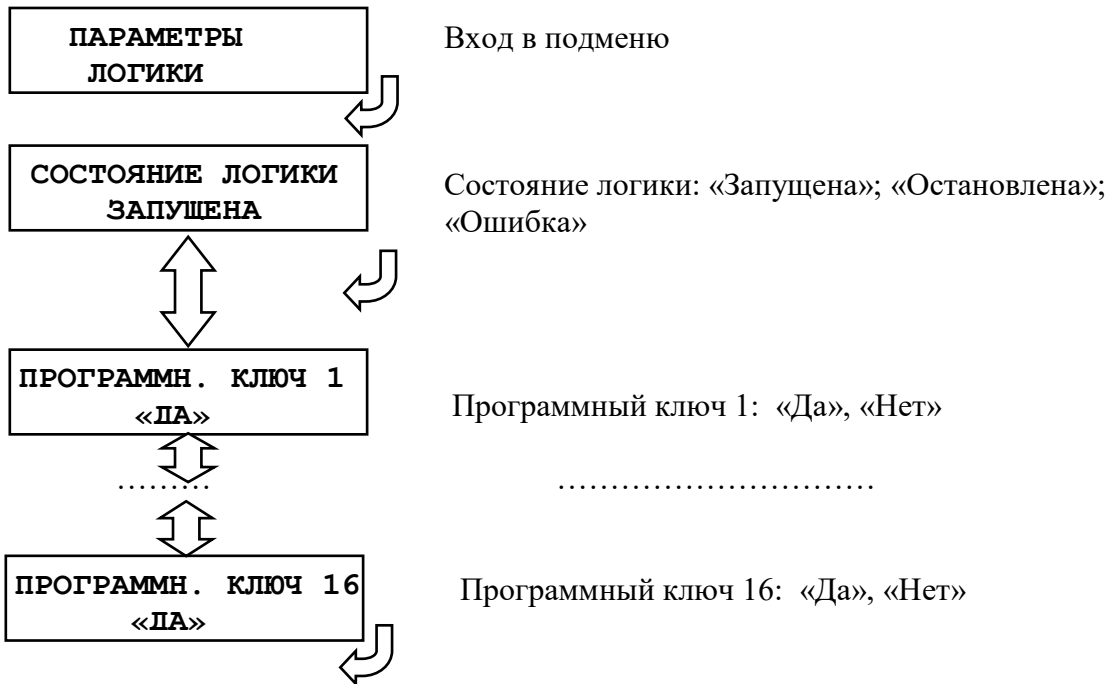 ПАРАМЕТРЫ
ЛОГИКИ
Вход в подменю
СОСТОЯНИЕ ЛОГИКИ
ЗАПУЩЕНА
Состояние логики: «Запущена»; «Остановлена»;
«Ошибка»
ПРОГРАММН. КЛЮЧ 1
«ДА»
Программный ключ 1: «Да», «Нет»
......... ..............................
ПРОГРАММН. КЛЮЧ 16
«ДА»
Программный ключ 16: «Да», «Нет»